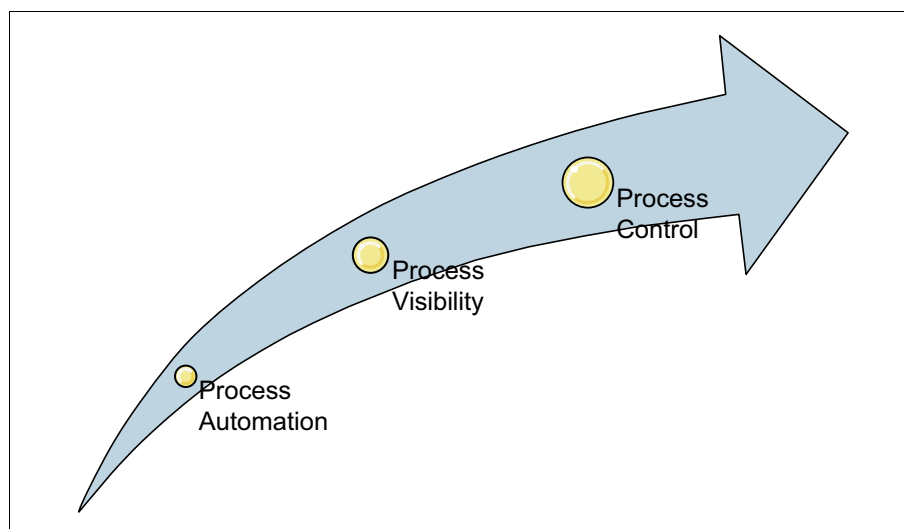 Process
Control
Process
Visibility
Process
Automation